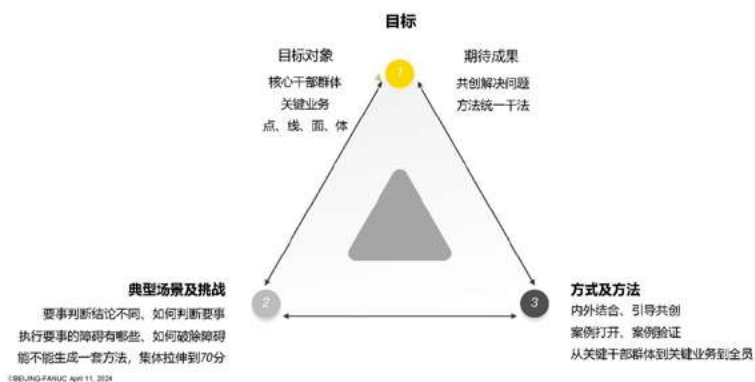 目标
目标对象
核心干部群体
关键业务
点、线、面、体
期待成果
共创解决问题
方法统一干法
1
典型场景及挑战
要事判断结论不同、如何判断要事
执行要事的障碍有哪些、如何破除障碍
能不能生成一套方法，集体拉伸到70分
2
3
方式及方法
内外结合、引导共创
案例打开、案例验证
从关键干部群体到关键业务到全员
©BEIJING-FANUC April 11, 2024